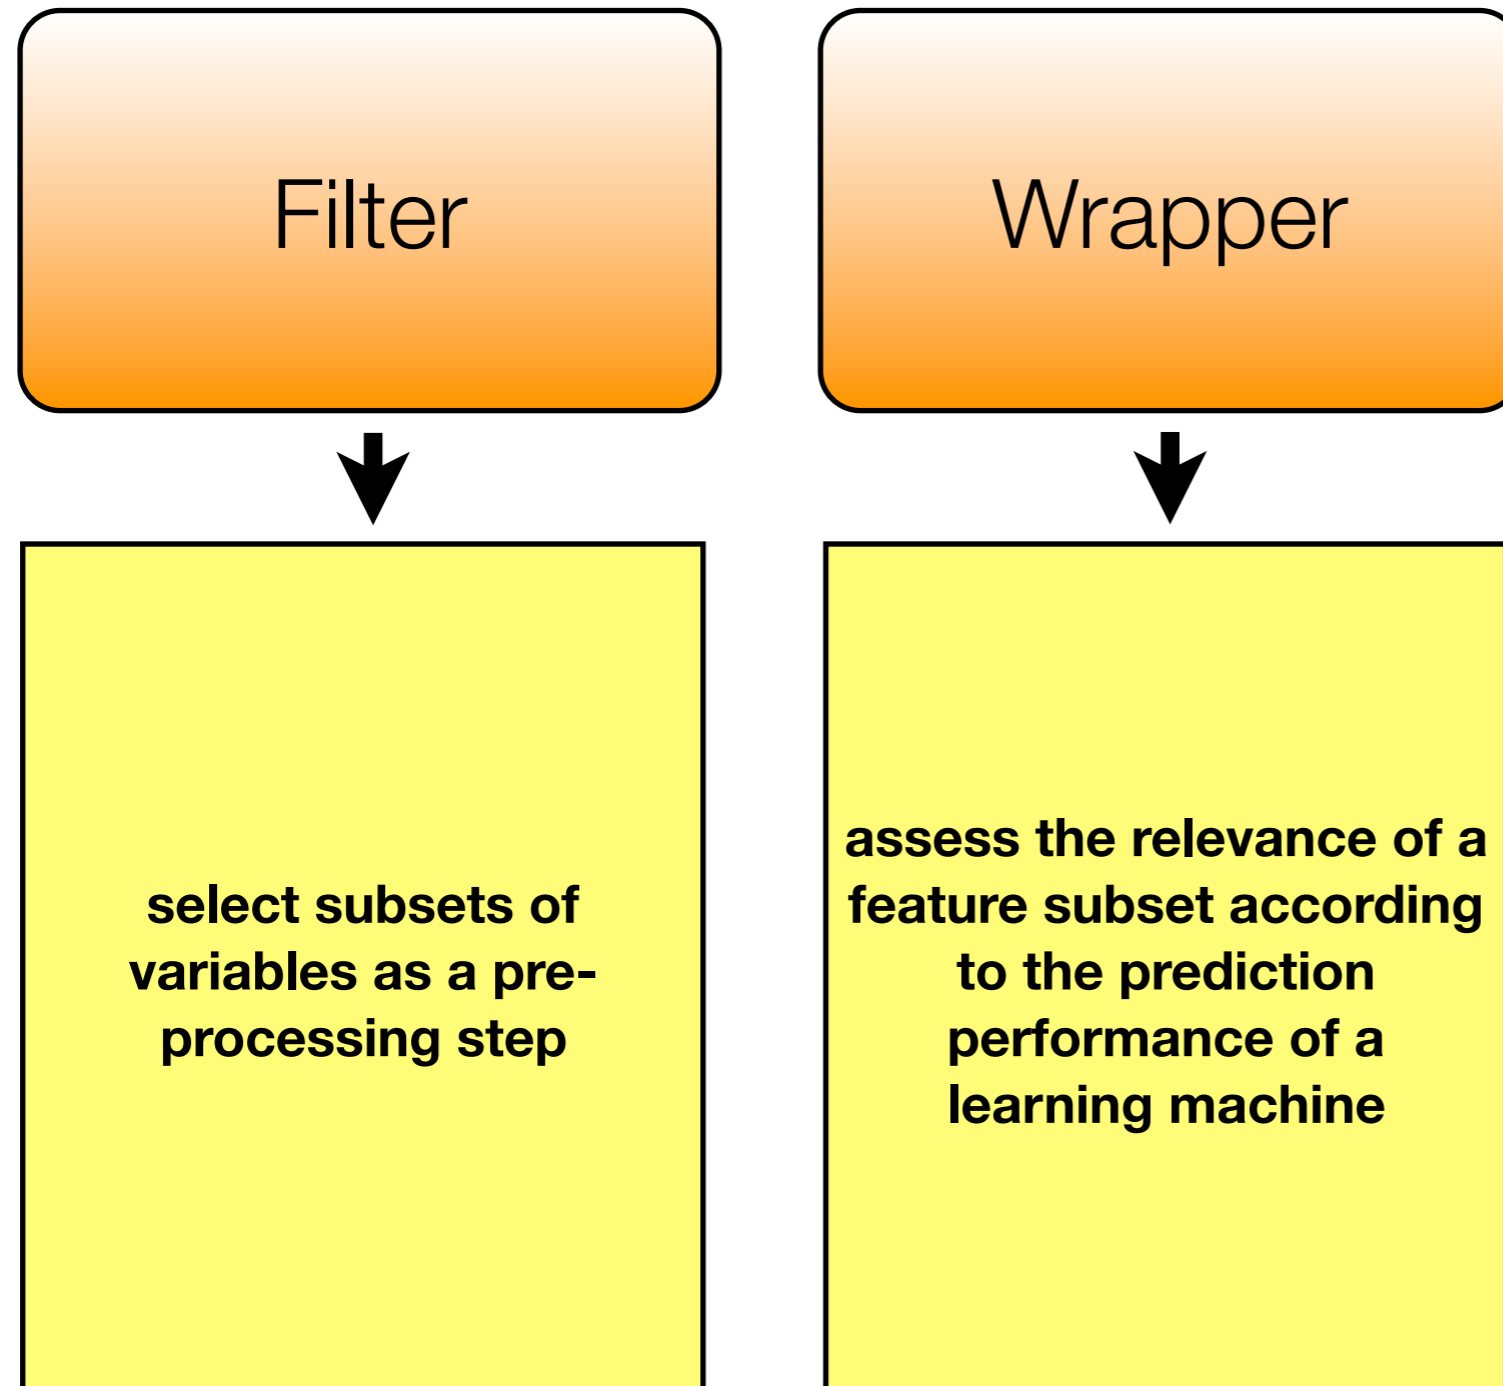 Filter
select subsets of
variables as a pre-
processing step
Wrapper
assess the relevance of a
feature subset according
to the prediction
performance of a
learning machine